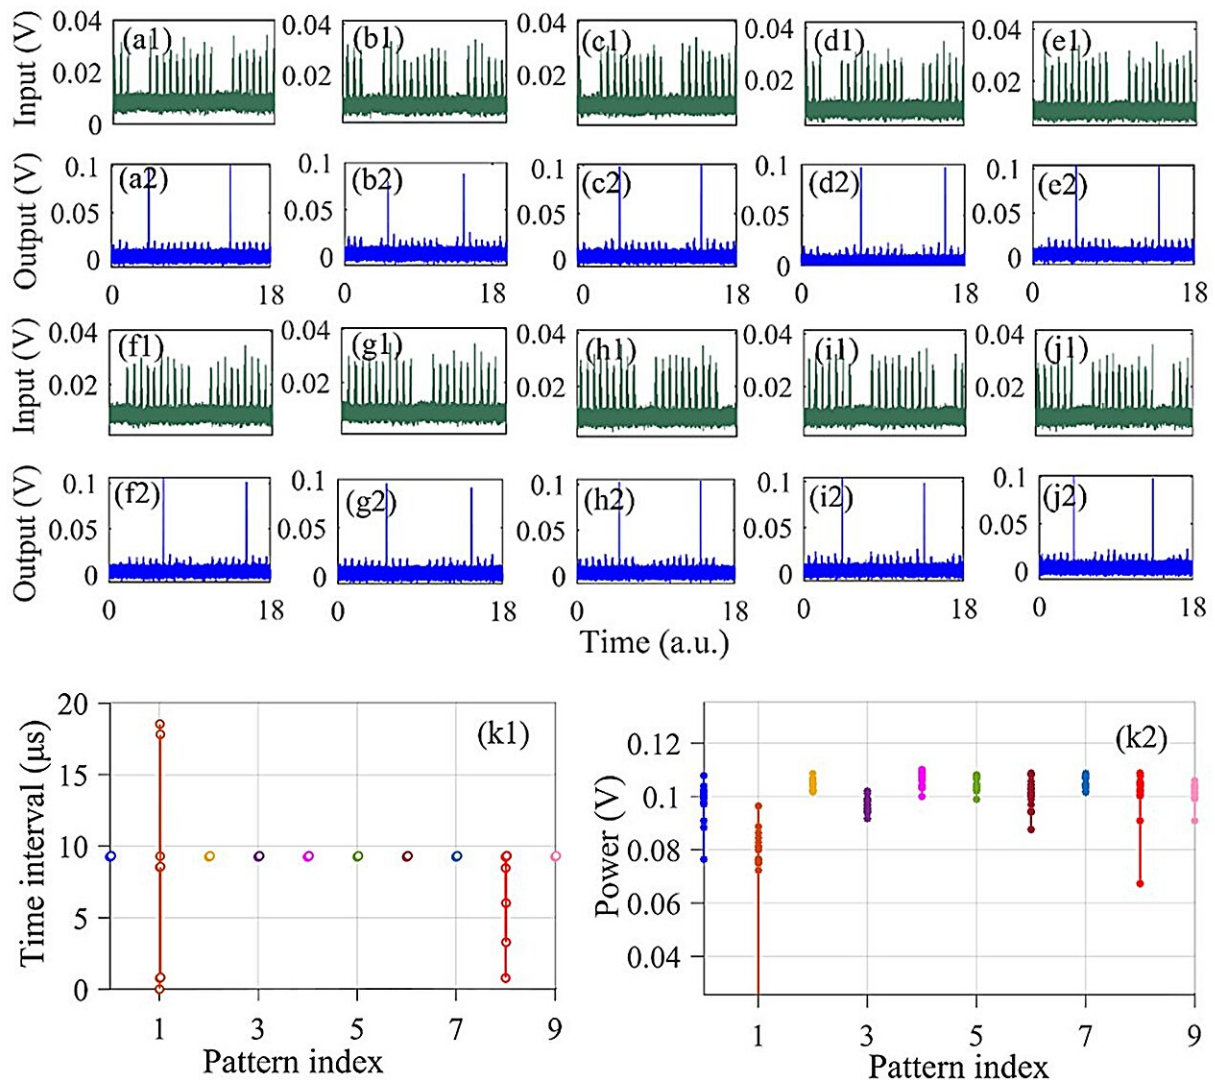 Input (V) 0.04 0.02 0 (a1) 0.04 0.02 (b1) 0.04 0.02 (c1) 0.04 0.02 (d1) 0.04 0.02 (e1)
Output (V) 0.1 0.05 0 (a2) 0.1 0.05 0 (b2) 0.1 0.05 0 (c2) 0.1 0.05 0 (d2) 0.1 0.05 0 (e2)
0 18 0 18 0 18 0 18 0 18
Input (V) 0.04 0.02 (f1) 0.04 0.02 (g1) 0.04 0.02 (h1) 0.04 0.02 (i1) 0.04 0.02 (j1)
Output (V) 0.1 0.05 0 (f2) 0.1 0.05 0 (g2) 0.1 0.05 0 (h2) 0.1 0.05 0 (i2) 0.1 0.05 0 (j2)
0 18 0 18 0 18 0 18 0 18
Time (a.u.)
Time interval (μs)
20
15
10
5
0
(k1)
1 3 5 7 9
Pattern index
Power (V)
0.12
0.1
0.08
0.06
0.04
(k2)
1 3 5 7 9
Pattern index